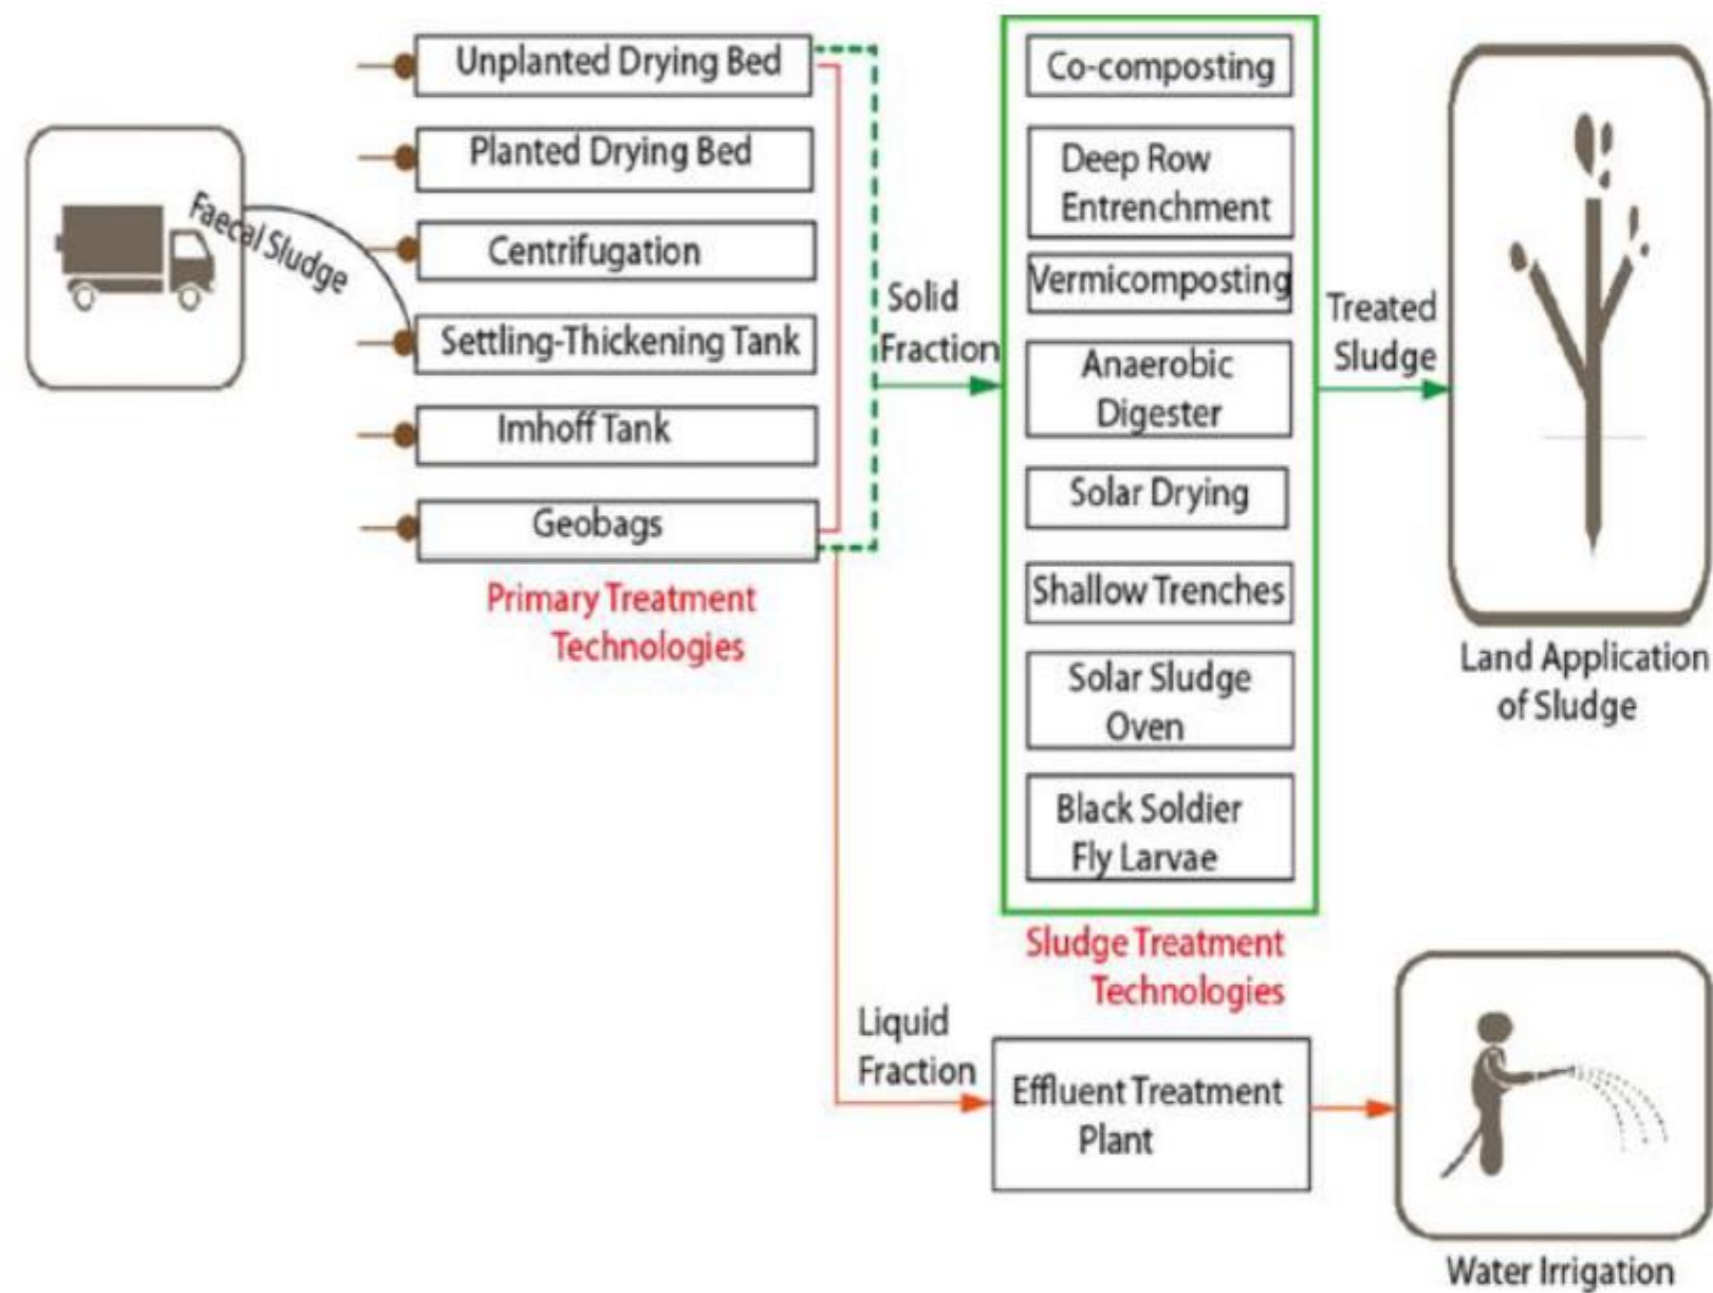 Faecal Sludge
Unplanted Drying Bed
Planted Drying Bed
Centrifugation
Settling-Thickening Tank
Imhoff Tank
Geobags
Primary Treatment
Technologies
Solid
Fraction
Co-composting
Deep Row
Entrenchment
Vermicomposting
Anaerobic
Digester
Solar Drying
Shallow Trenches
Solar Sludge
Oven
Black Soldier
Fly Larvae
Sludge Treatment
Technologies
Treated
Sludge
Land Application
of Sludge
Liquid
Fraction
Effluent Treatment
Plant
Water Irrigation